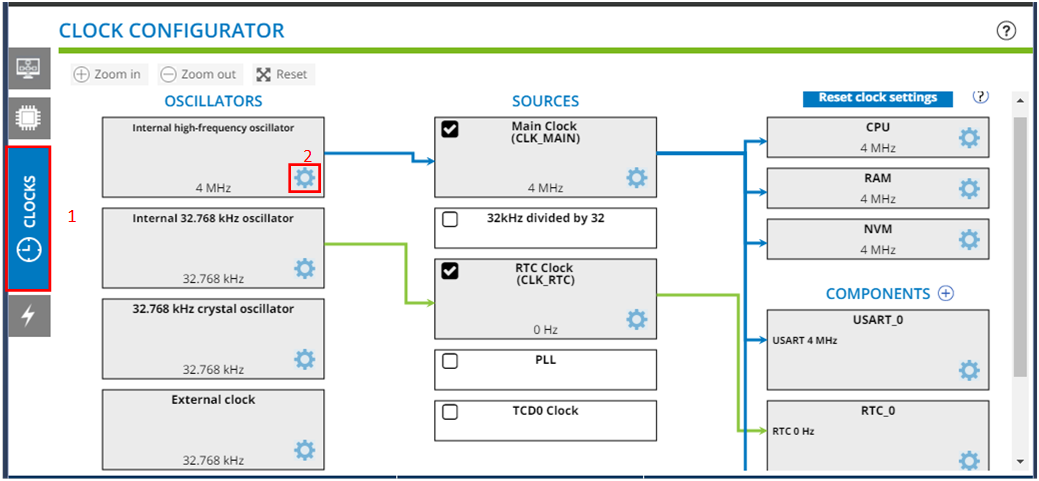 CLOCK CONFIGURATOR
?
Zoom in
Zoom out
Reset
OSCILLATORS
SOURCES
Reset clock settings
?
Internal high-frequency oscillator
2
4 MHz
Main Clock
(CLK_MAIN)
4 MHz
CPU
4 MHz
RAM
4 MHz
NVM
4 MHz
CLOCKS
1
Internal 32.768 kHz oscillator
32.768 kHz
32kHz divided by 32
RTC Clock
(CLK_RTC)
0 Hz
COMPONENTS
32.768 kHz crystal oscillator
32.768 kHz
PLL
USART_0
USART 4 MHz
External clock
32.768 kHz
TCD0 Clock
RTC_0
RTC 0 Hz